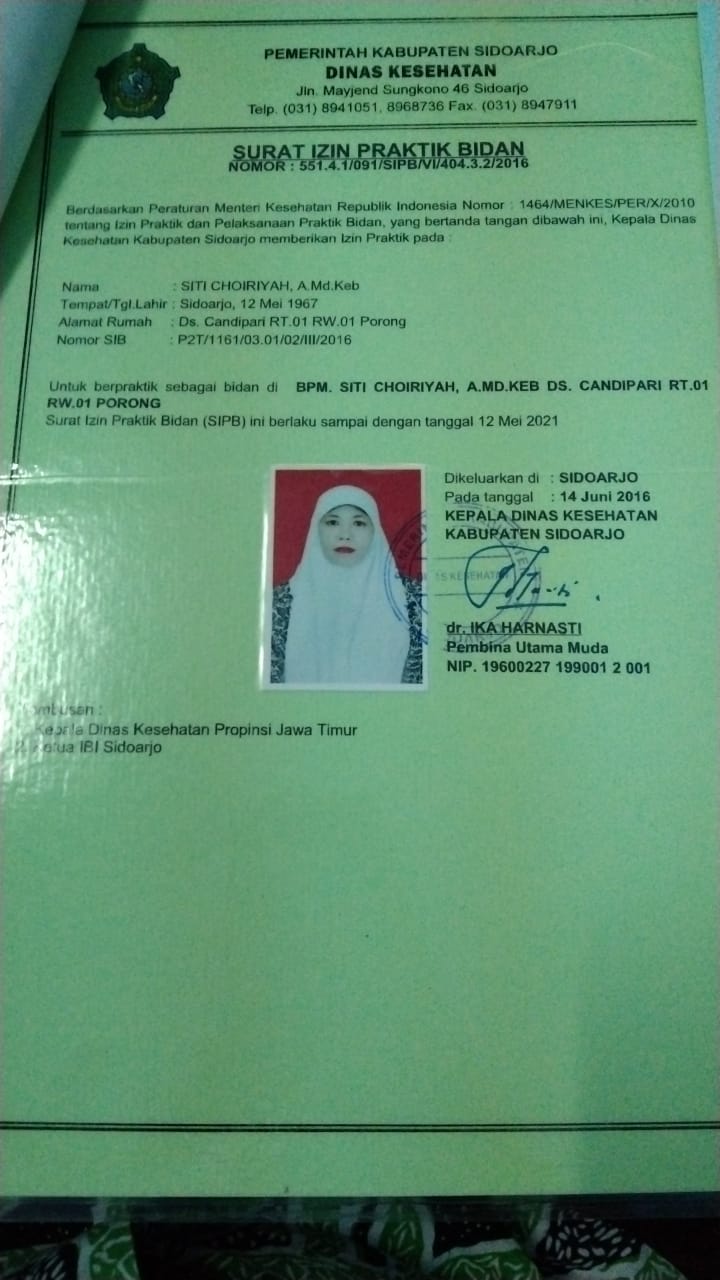 PEMERINTAH KABUPATEN SIDOARJO
DINAS KESEHATAN
Jln. Mayjend Sungkono 46 Sidoarjo
Telp. (031) 8941051, 8968736 Fax. (031) 8947911
SURAT IZIN PRAKTIK BIDAN
NOMOR : 551.4.1/091/SIPB/VI/404.3.2/2016
Berdasarkan Peraturan Menteri Kesehatan Republik Indonesia Nomor : 1464/MENKES/PER/X/2010
tentang Izin Praktik dan Pelaksanaan Praktik Bidan, yang bertanda tangan dibawah ini, Kepala Dinas
Kesehatan Kabupaten Sidoarjo memberikan Izin Praktik pada :
Nama : SITI CHOIRIYAH, A.Md.Keb
Tempat/Tgl.Lahir : Sidoarjo, 12 Mei 1967
Alamat Rumah : Ds. Candipari RT.01 RW.01 Porong
Nomor SIB : P2T/1161/03.01/02/III/2016
Untuk berpraktik sebagai bidan di BPM. SITI CHOIRIYAH, A.MD.KEB DS. CANDIPARI RT.01
RW.01 PORONG
Surat Izin Praktik Bidan (SIPB) ini berlaku sampai dengan tanggal 12 Mei 2021
Dikeluarkan di : SIDOARJO
Pada tanggal : 14 Juni 2016
KEPALA DINAS KESEHATAN
KABUPATEN SIDOARJO
dr. IKA HARNASTI
Pembina Utama Muda
NIP. 19600227 199001 2 001
Tembusan :
Kepala Dinas Kesehatan Propinsi Jawa Timur
2. Ketua IBI Sidoarjo